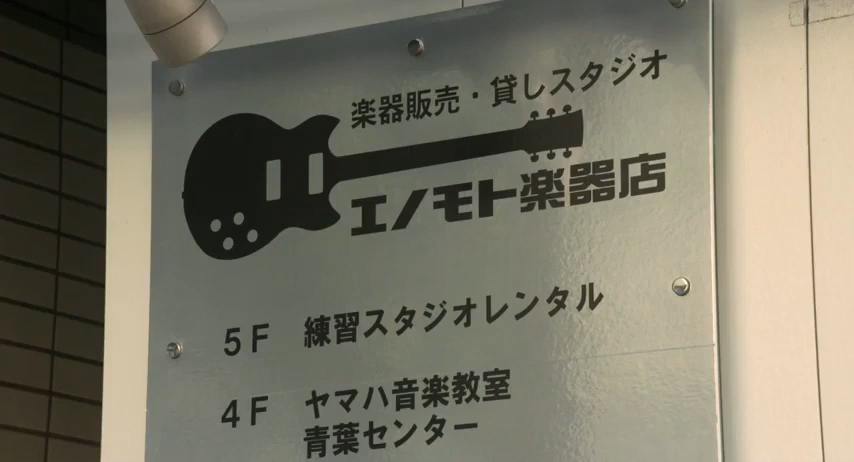 楽器販売・貸しスタジオ
エノモト楽器店
5F 練習スタジオレンタル
4F ヤマハ音楽教室
青葉センター